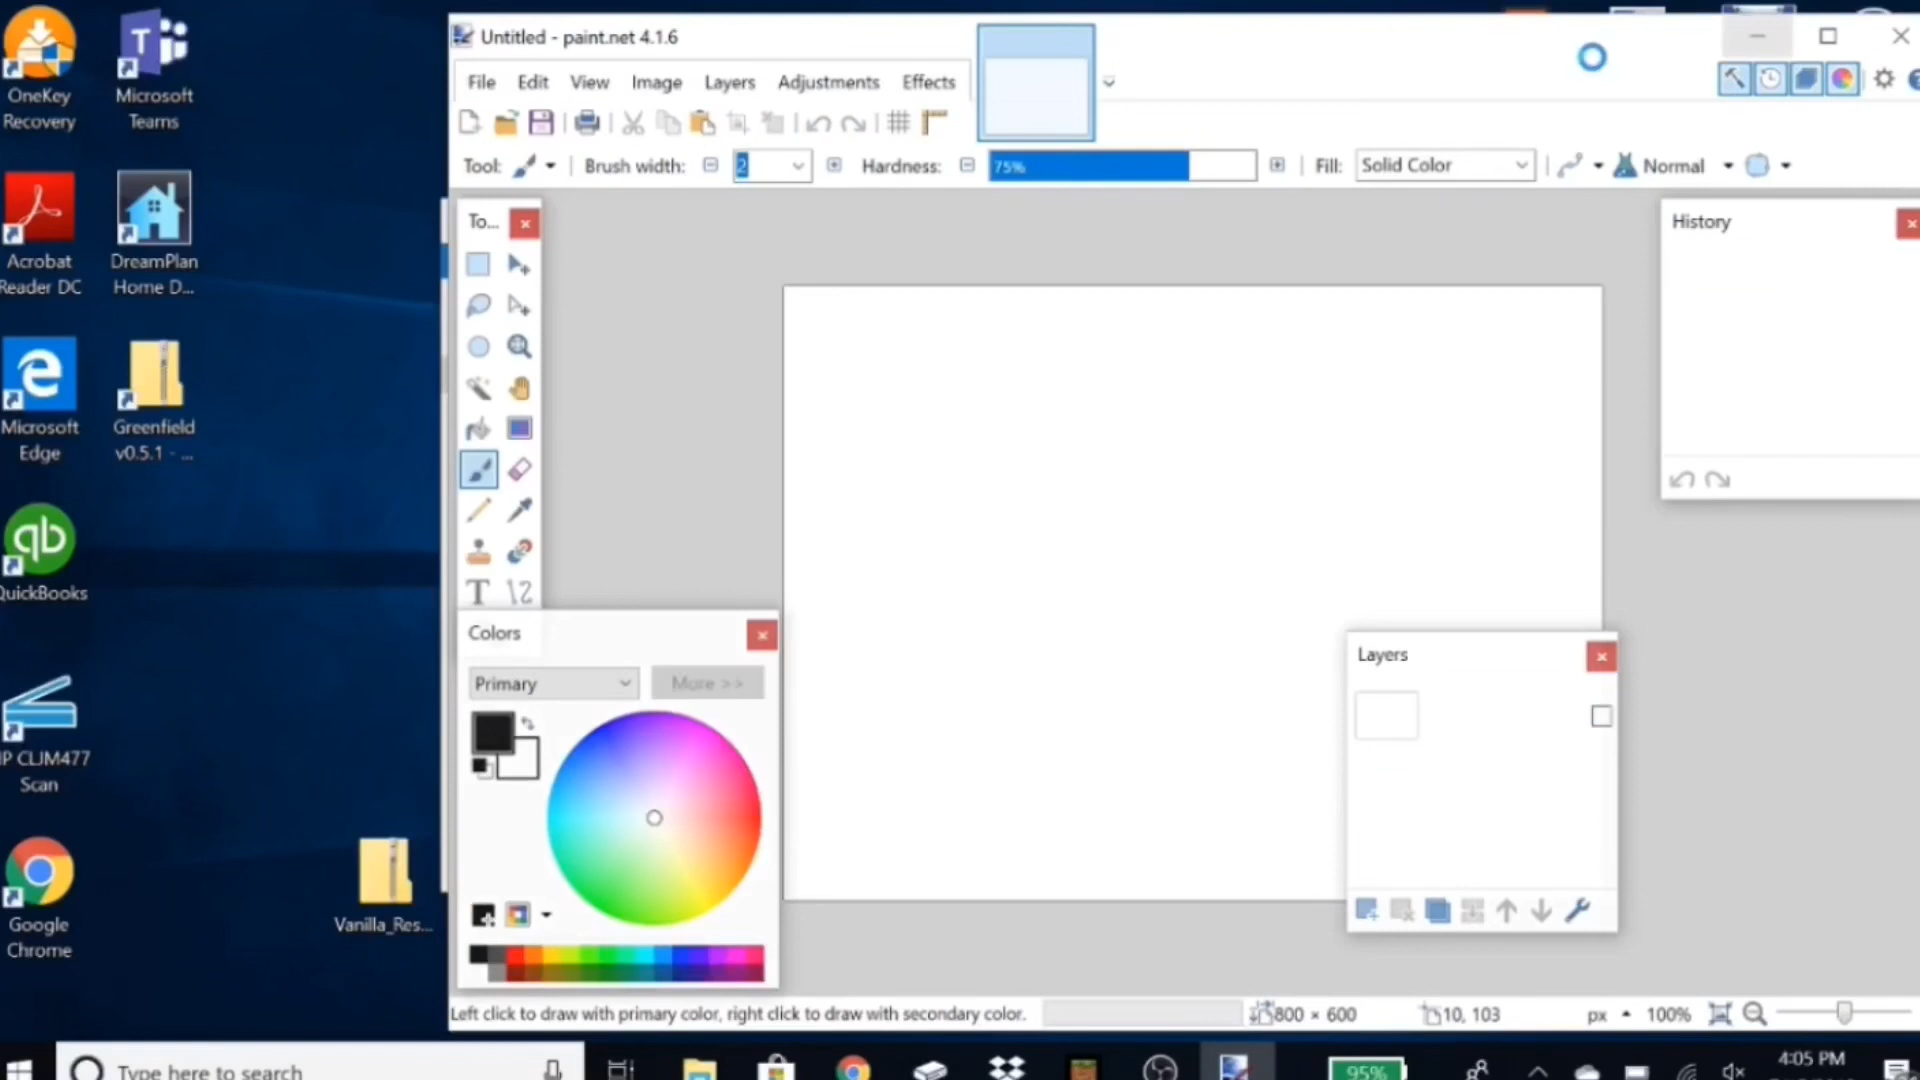 OneKey
Recovery
Microsoft
Teams
Acrobat
Reader DC
DreamPlan
Home D...
Microsoft
Edge
Greenfield
v0.5.1 - ...
QuickBooks
HP CLJM477
Scan
Google
Chrome
Vanilla_Res...
Untitled - paint.net 4.1.6
File Edit View Image Layers Adjustments Effects
Tool: Brush width: 2 Hardness: 75% Fill: Solid Color Normal
To...
History
Colors
Primary
More >>
Layers
Left click to draw with primary color, right click to draw with secondary color.
800 × 600
10, 103
px
100%
Type here to search
95%
4:05 PM